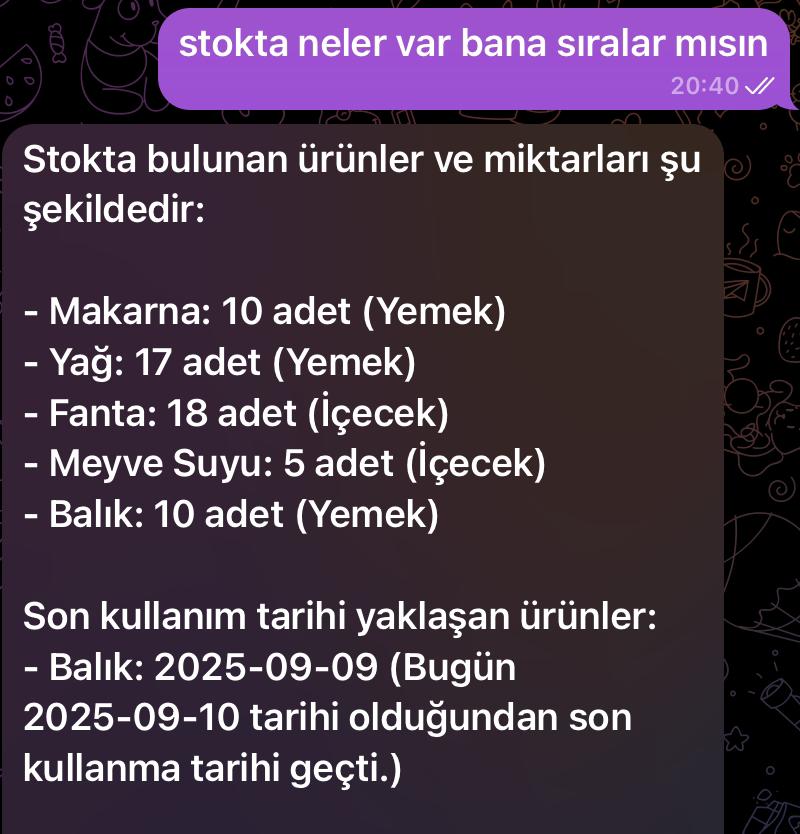 stokta neler var bana sıralar mısın
20:40
Stokta bulunan ürünler ve miktarları şu
şekildedir:
- Makarna: 10 adet (Yemek)
- Yağ: 17 adet (Yemek)
- Fanta: 18 adet (İçecek)
- Meyve Suyu: 5 adet (İçecek)
- Balık: 10 adet (Yemek)
Son kullanım tarihi yaklaşan ürünler:
- Balık: 2025-09-09 (Bugün
2025-09-10 tarihi olduğundan son
kullanma tarihi geçti.)